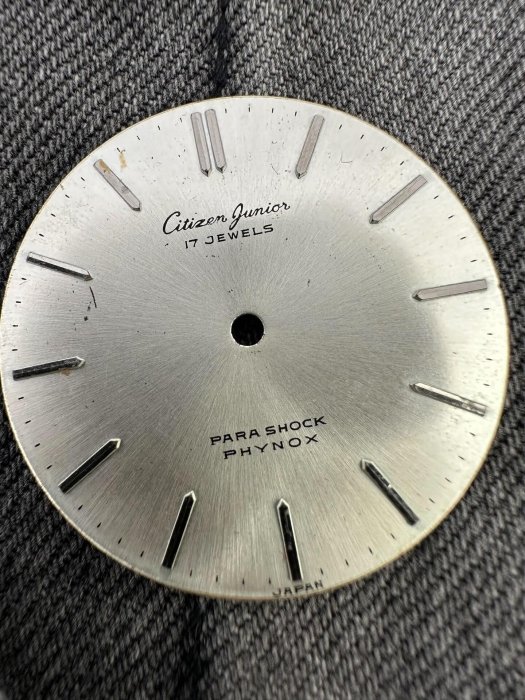 Citizen Junior
17 JEWELS
PARA SHOCK
PHYNOX
JAPAN